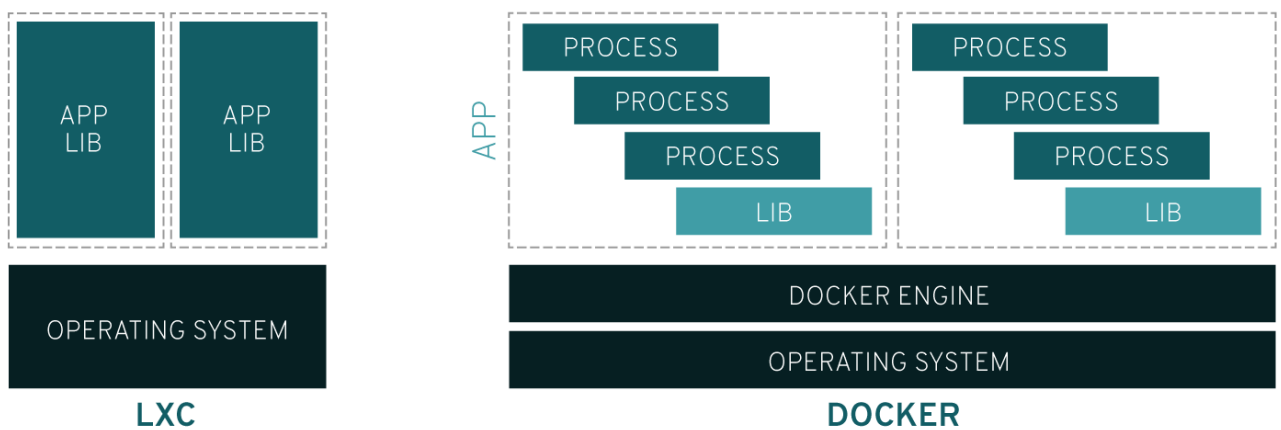 APP
LIB
APP
LIB
OPERATING SYSTEM
LXC
APP
PROCESS
PROCESS
PROCESS
LIB
PROCESS
PROCESS
PROCESS
LIB
DOCKER ENGINE
OPERATING SYSTEM
DOCKER